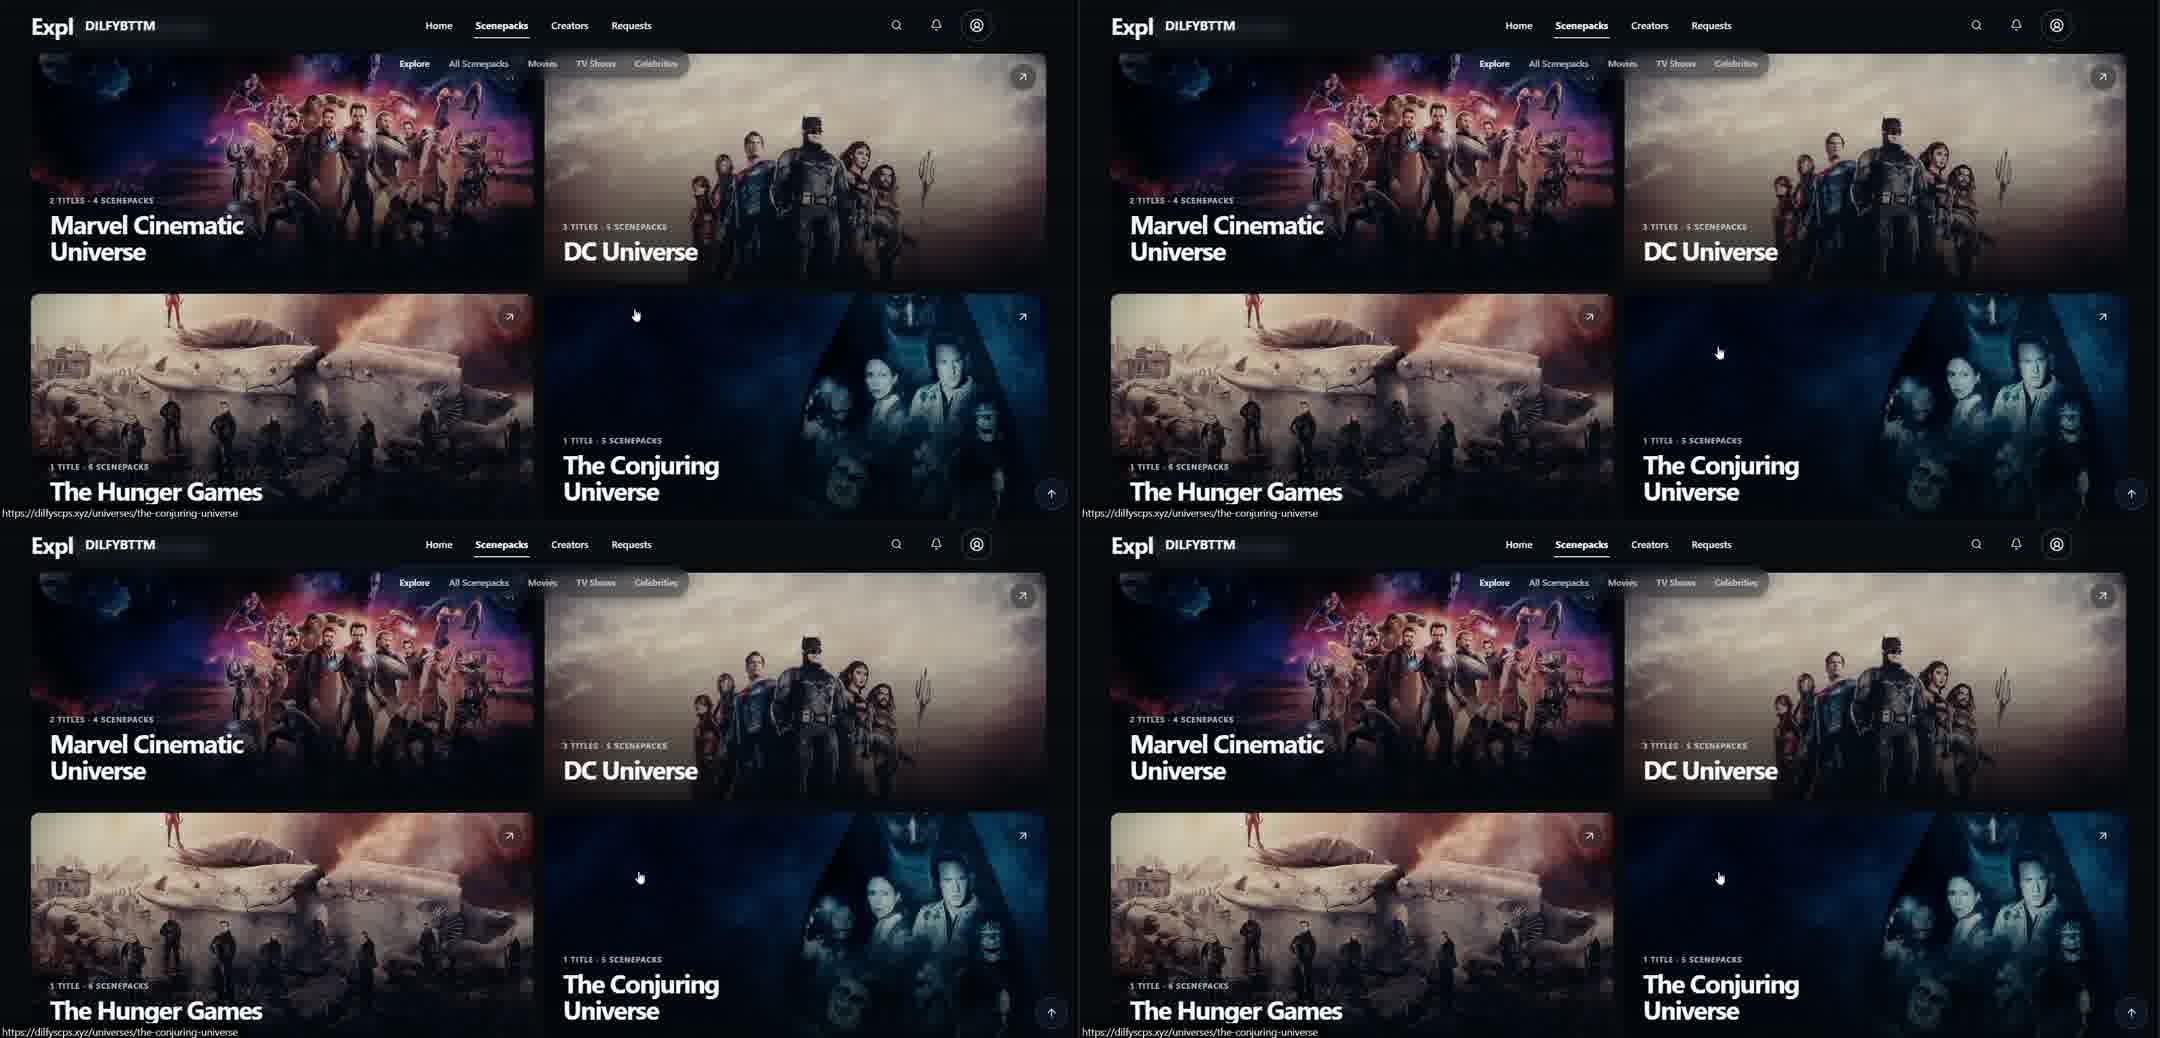 Expl DILFYBTTM Home Scenepacks Creators Requests
Explore All Scenepacks Movies TV Shows Celebrities
2 TITLES · 4 SCENEPACKS
Marvel Cinematic
Universe
3 TITLES · 5 SCENEPACKS
DC Universe
1 TITLE · 6 SCENEPACKS
The Hunger Games
1 TITLE · 5 SCENEPACKS
The Conjuring
Universe
https://dilfyscps.xyz/universes/the-conjuring-universe
Expl DILFYBTTM Home Scenepacks Creators Requests
Explore All Scenepacks Movies TV Shows Celebrities
2 TITLES · 4 SCENEPACKS
Marvel Cinematic
Universe
3 TITLES · 5 SCENEPACKS
DC Universe
1 TITLE · 6 SCENEPACKS
The Hunger Games
1 TITLE · 5 SCENEPACKS
The Conjuring
Universe
https://dilfyscps.xyz/universes/the-conjuring-universe
Expl DILFYBTTM Home Scenepacks Creators Requests
Explore All Scenepacks Movies TV Shows Celebrities
2 TITLES · 4 SCENEPACKS
Marvel Cinematic
Universe
3 TITLES · 5 SCENEPACKS
DC Universe
1 TITLE · 6 SCENEPACKS
The Hunger Games
1 TITLE · 5 SCENEPACKS
The Conjuring
Universe
https://dilfyscps.xyz/universes/the-conjuring-universe
Expl DILFYBTTM Home Scenepacks Creators Requests
Explore All Scenepacks Movies TV Shows Celebrities
2 TITLES · 4 SCENEPACKS
Marvel Cinematic
Universe
3 TITLES · 5 SCENEPACKS
DC Universe
1 TITLE · 6 SCENEPACKS
The Hunger Games
1 TITLE · 5 SCENEPACKS
The Conjuring
Universe
https://dilfyscps.xyz/universes/the-conjuring-universe